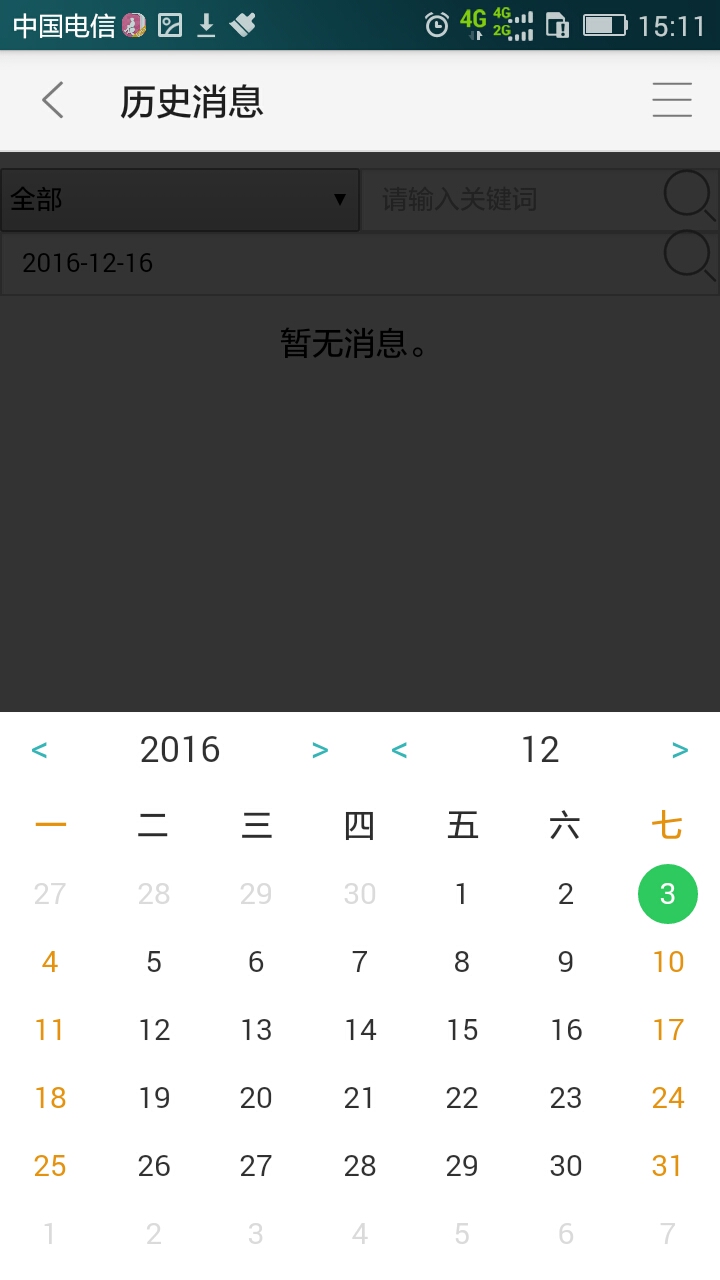 中国电信 4G 4G 2G 15:11
历史消息
全部 ▼ 请输入关键词
2016-12-16
暂无消息。
< 2016 > < 12 >
一 二 三 四 五 六 七
27 28 29 30 1 2 3
4 5 6 7 8 9 10
11 12 13 14 15 16 17
18 19 20 21 22 23 24
25 26 27 28 29 30 31
1 2 3 4 5 6 7